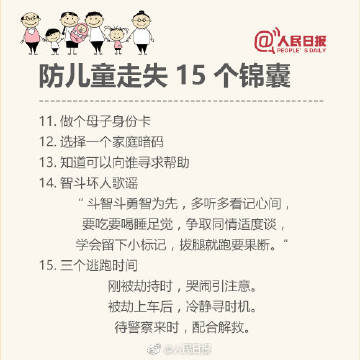 @人民日报
PEOPLE'S DAILY
防儿童走失 15 个锦囊
11. 做个母子身份卡
12. 选择一个家庭暗码
13. 知道可以向谁寻求帮助
14. 智斗坏人歌谣
“ 斗智斗勇智为先，多听多看记心间，
要吃要喝睡足觉，争取同情适度谈，
学会留下小标记，拔腿就跑要果断。“
15. 三个逃跑时间
刚被劫持时，哭闹引注意。
被劫上车后，冷静寻时机。
待警察来时，配合解救。
@人民日报